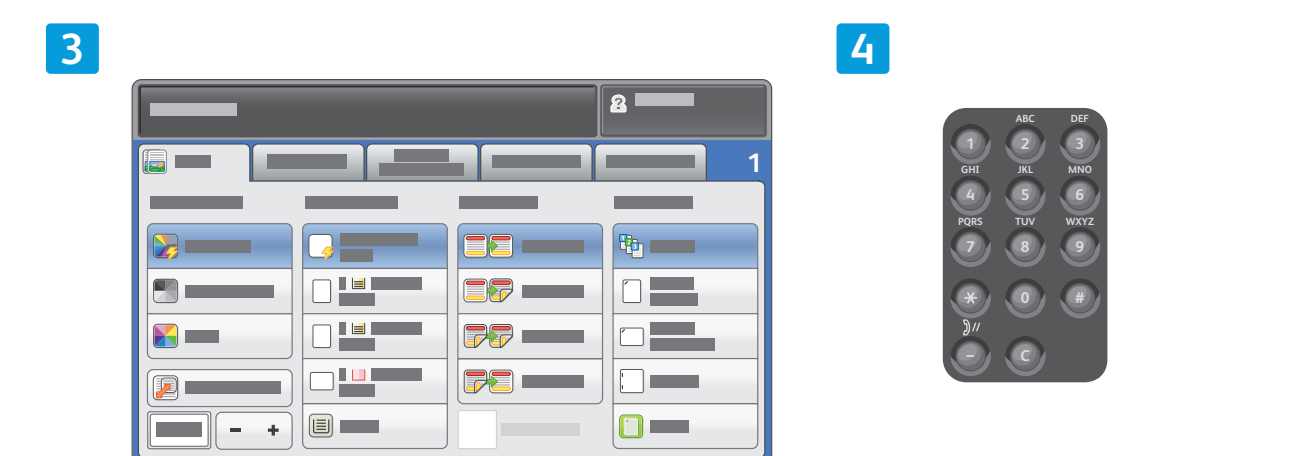 3
4
1
- +
ABC DEF
1 2 3
GHI JKL MNO
4 5 6
PQRS TUV WXYZ
7 8 9
* 0 #
- C